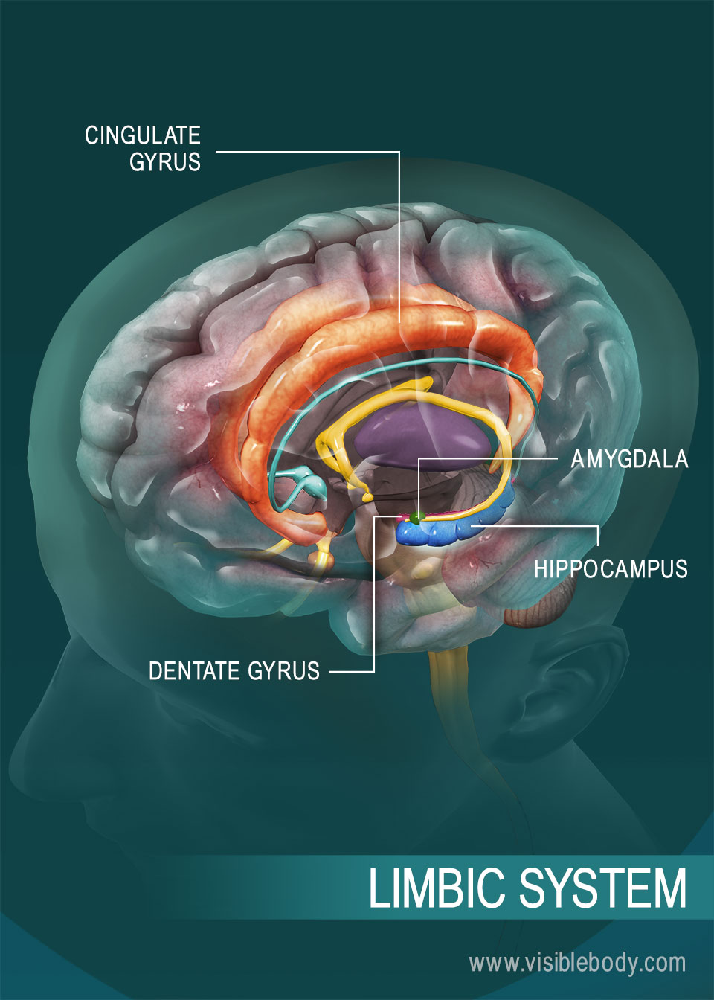 CINGULATE
GYRUS
AMYGDALA
HIPPOCAMPUS
DENTATE GYRUS
LIMBIC SYSTEM
www.visiblebody.com